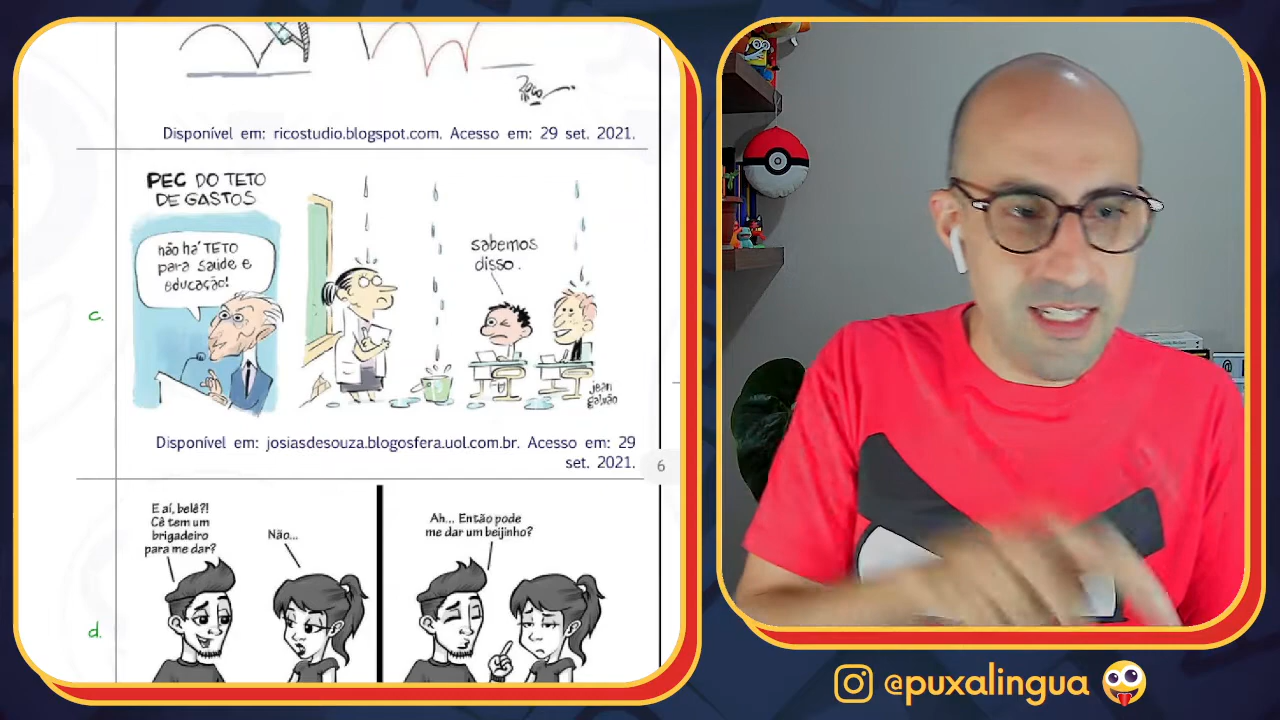 Disponível em: ricostudio.blogspot.com. Acesso em: 29 set. 2021.
PEC DO TETO
DE GASTOS
não há TETO
para saúde e
educação!
sabemos
disso.
jean
galvão
c.
Disponível em: josiasdesouza.blogosfera.uol.com.br. Acesso em: 29
set. 2021.
6
E aí, belê?!
Cê tem um
brigadeiro
para me dar?
Não...
Ah... Então pode
me dar um beijinho?
d.
@puxalingua